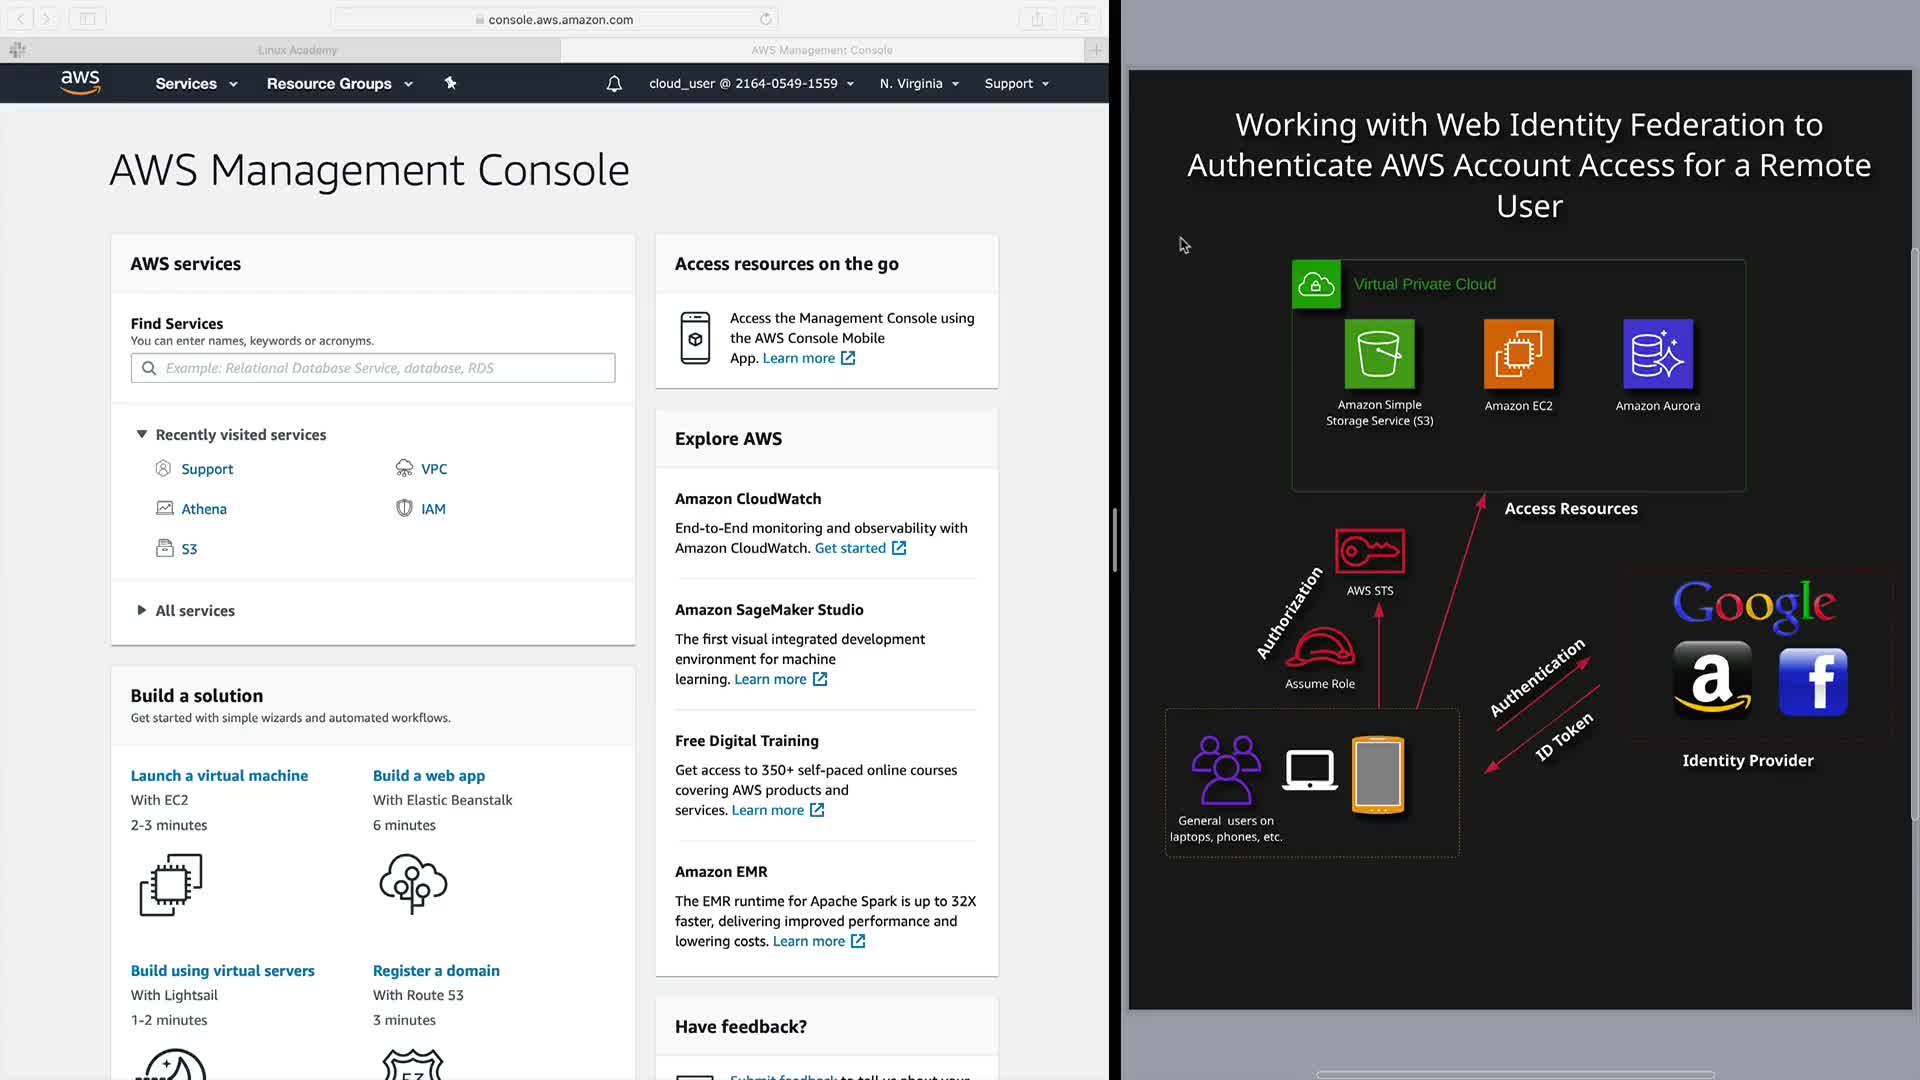 console.aws.amazon.com
Linux Academy
AWS Management Console
aws
Services
Resource Groups
cloud_user @ 2164-0549-1559
N. Virginia
Support
AWS Management Console
AWS services
Find Services
You can enter names, keywords or acronyms.
Example: Relational Database Service, database, RDS
Recently visited services
Support
VPC
Athena
IAM
S3
All services
Build a solution
Get started with simple wizards and automated workflows.
Launch a virtual machine
With EC2
2-3 minutes
Build a web app
With Elastic Beanstalk
6 minutes
Build using virtual servers
With Lightsail
1-2 minutes
Register a domain
With Route 53
3 minutes
Access resources on the go
Access the Management Console using
the AWS Console Mobile
App. Learn more
Explore AWS
Amazon CloudWatch
End-to-End monitoring and observability with
Amazon CloudWatch. Get started
Amazon SageMaker Studio
The first visual integrated development
environment for machine
learning. Learn more
Free Digital Training
Get access to 350+ self-paced online courses
covering AWS products and
services. Learn more
Amazon EMR
The EMR runtime for Apache Spark is up to 32X
faster, delivering improved performance and
lowering costs. Learn more
Have feedback?
Submit feedback to tell us about your
Working with Web Identity Federation to
Authenticate AWS Account Access for a Remote
User
Virtual Private Cloud
Amazon Simple
Storage Service (S3)
Amazon EC2
Amazon Aurora
Access Resources
AWS STS
Authorization
Assume Role
Google
a
f
Authentication
ID Token
Identity Provider
General users on
laptops, phones, etc.